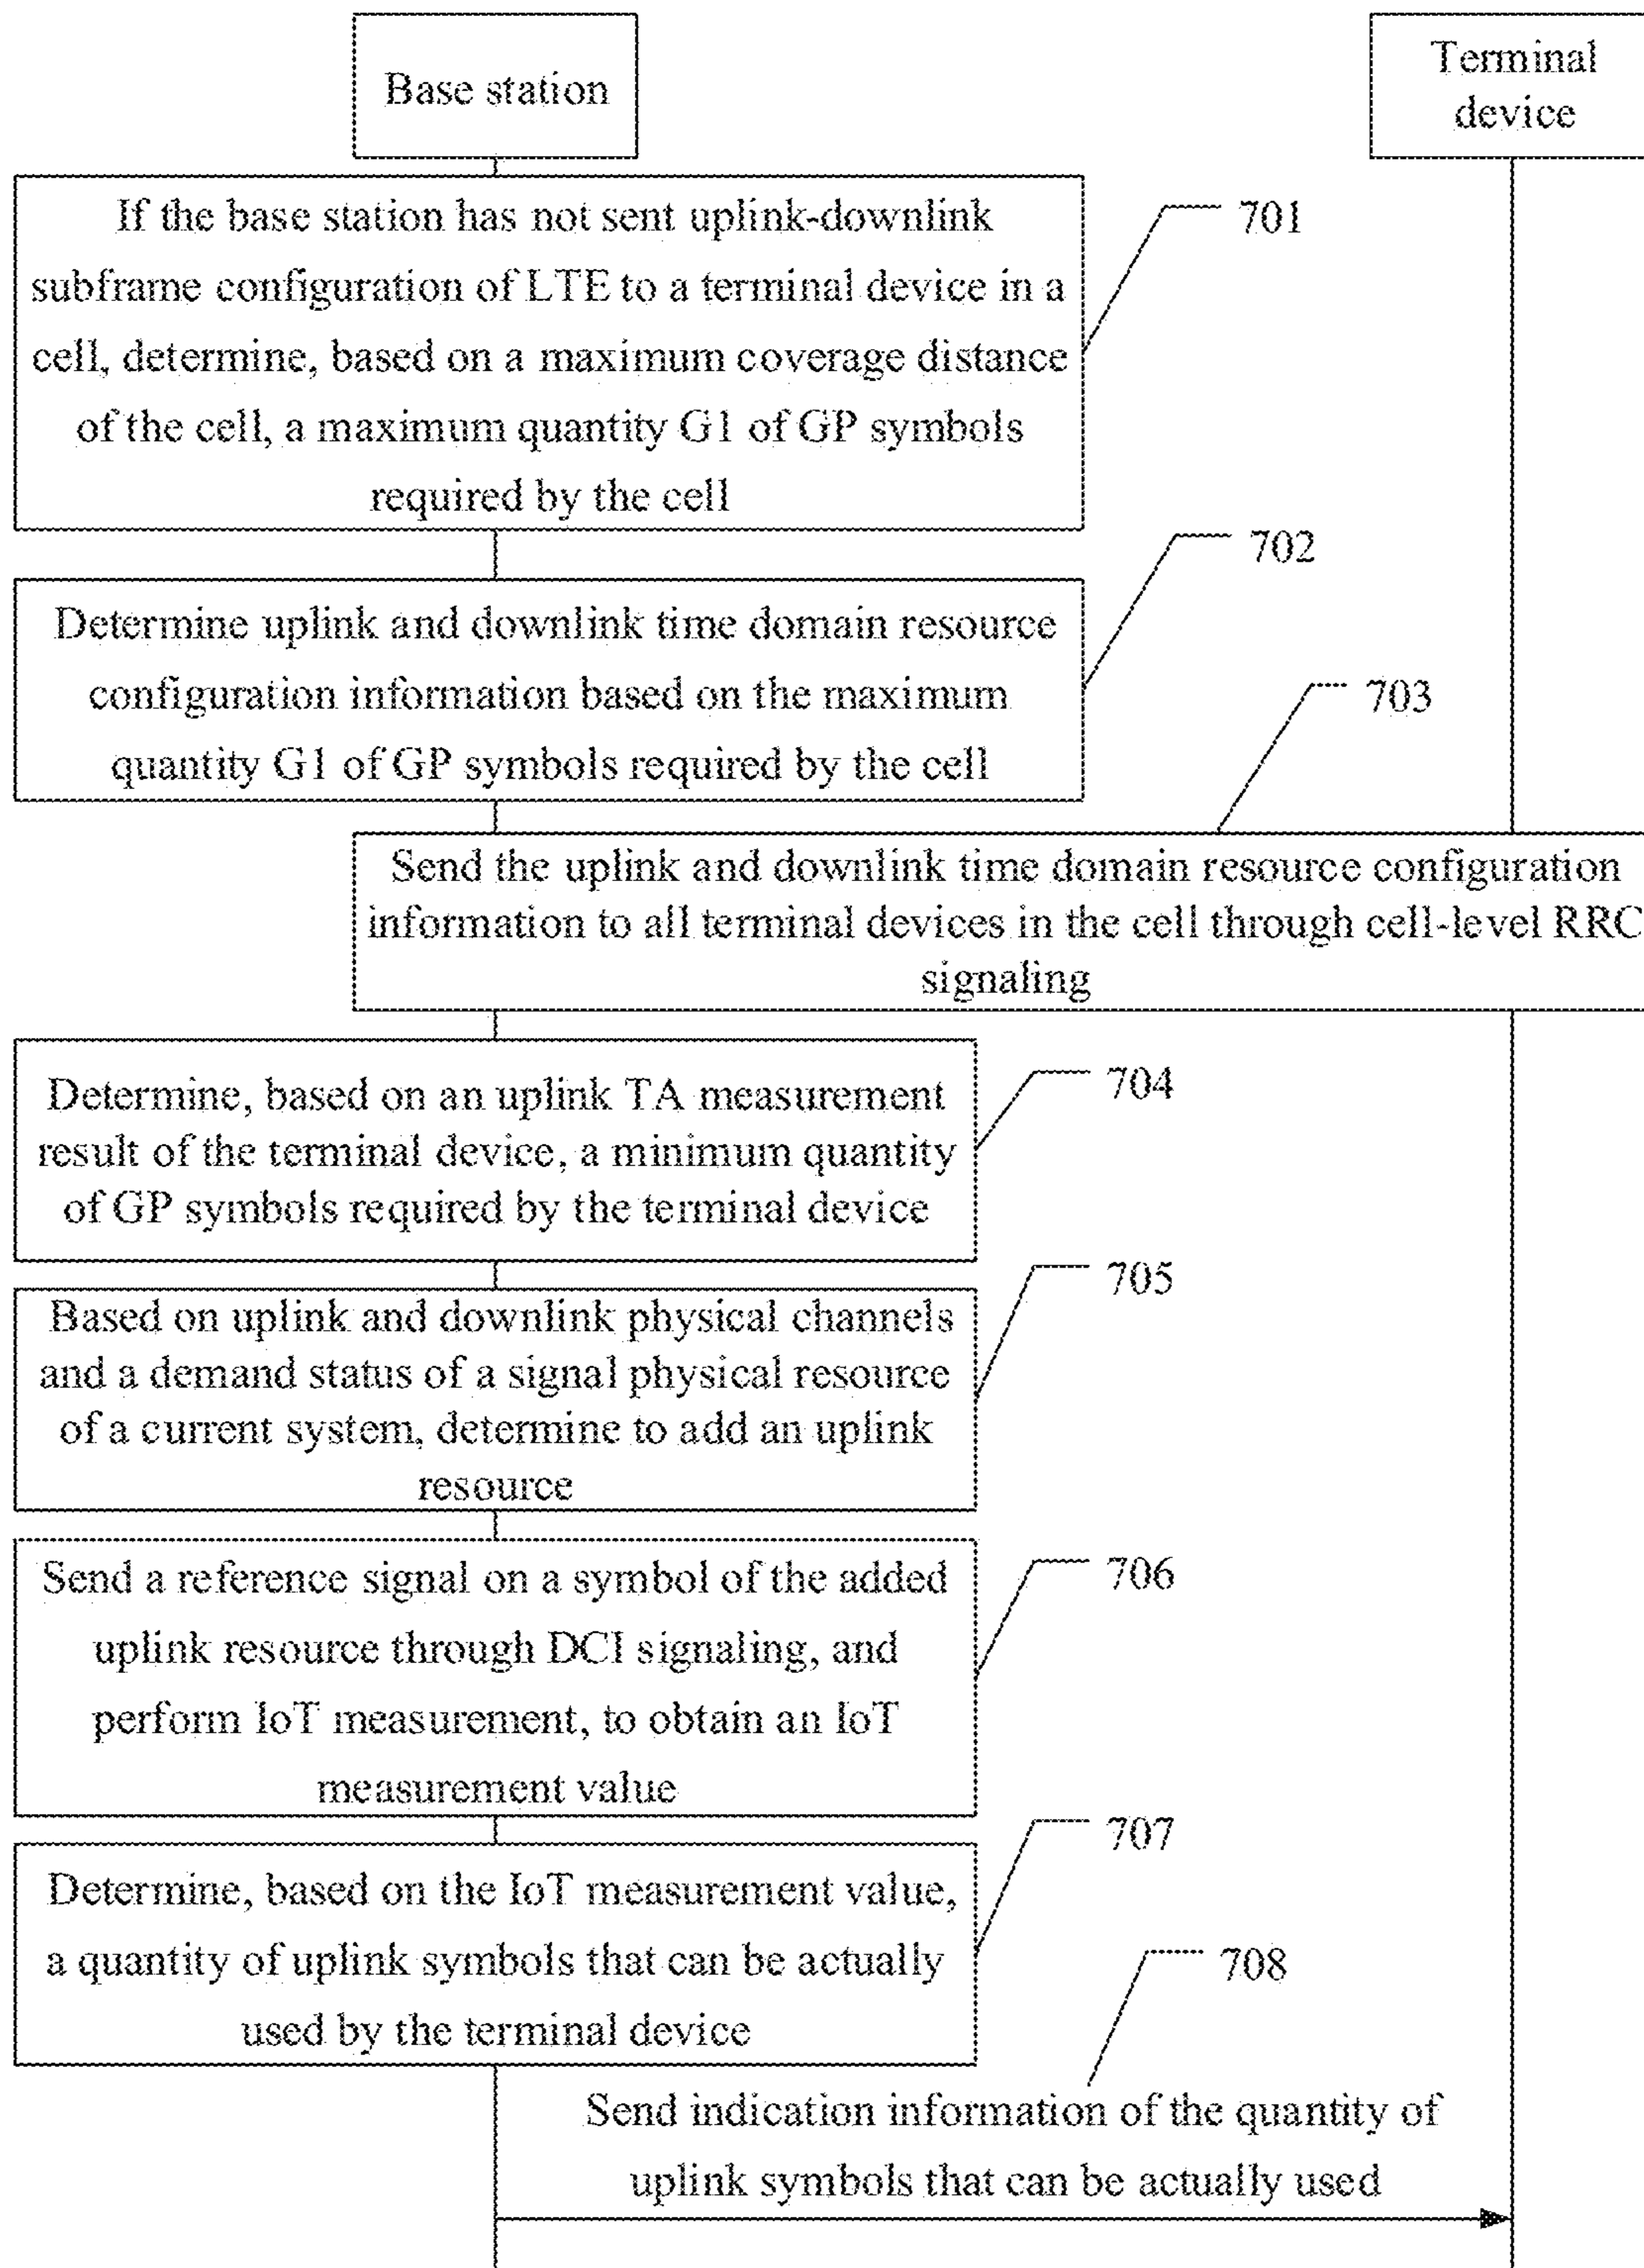 Base station
Terminal
device
If the base station has not sent uplink-downlink
subframe configuration of LTE to a terminal device in a
cell, determine, based on a maximum coverage distance
of the cell, a maximum quantity G1 of GP symbols
required by the cell
701
702
Determine uplink and downlink time domain resource
configuration information based on the maximum
quantity G1 of GP symbols required by the cell
703
Send the uplink and downlink time domain resource configuration
information to all terminal devices in the cell through cell-level RRC
signaling
Determine, based on an uplink TA measurement
result of the terminal device, a minimum quantity
of GP symbols required by the terminal device
704
Based on uplink and downlink physical channels
and a demand status of a signal physical resource
of a current system, determine to add an uplink
resource
705
Send a reference signal on a symbol of the added
uplink resource through DCI signaling, and
perform IoT measurement, to obtain an IoT
measurement value
706
Determine, based on the IoT measurement value,
a quantity of uplink symbols that can be actually
used by the terminal device
707
708
Send indication information of the quantity of
uplink symbols that can be actually used